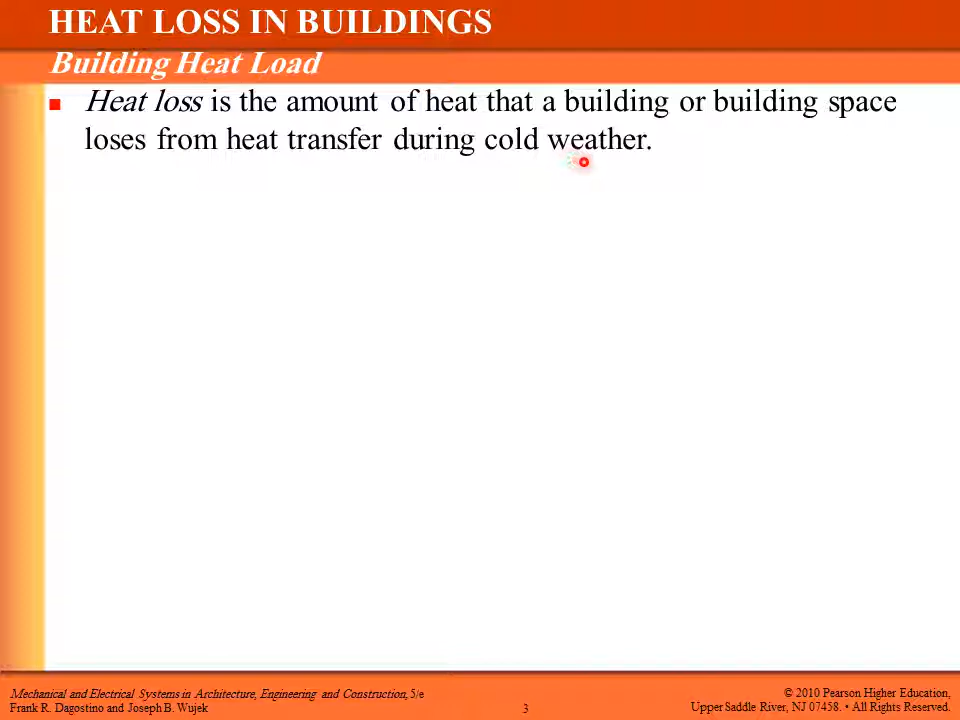 HEAT LOSS IN BUILDINGS
Building Heat Load
Heat loss is the amount of heat that a building or building space
loses from heat transfer during cold weather.
Mechanical and Electrical Systems in Architecture, Engineering and Construction, 5/e
Frank R. Dagostino and Joseph B. Wujek
3
© 2010 Pearson Higher Education,
Upper Saddle River, NJ 07458. • All Rights Reserved.